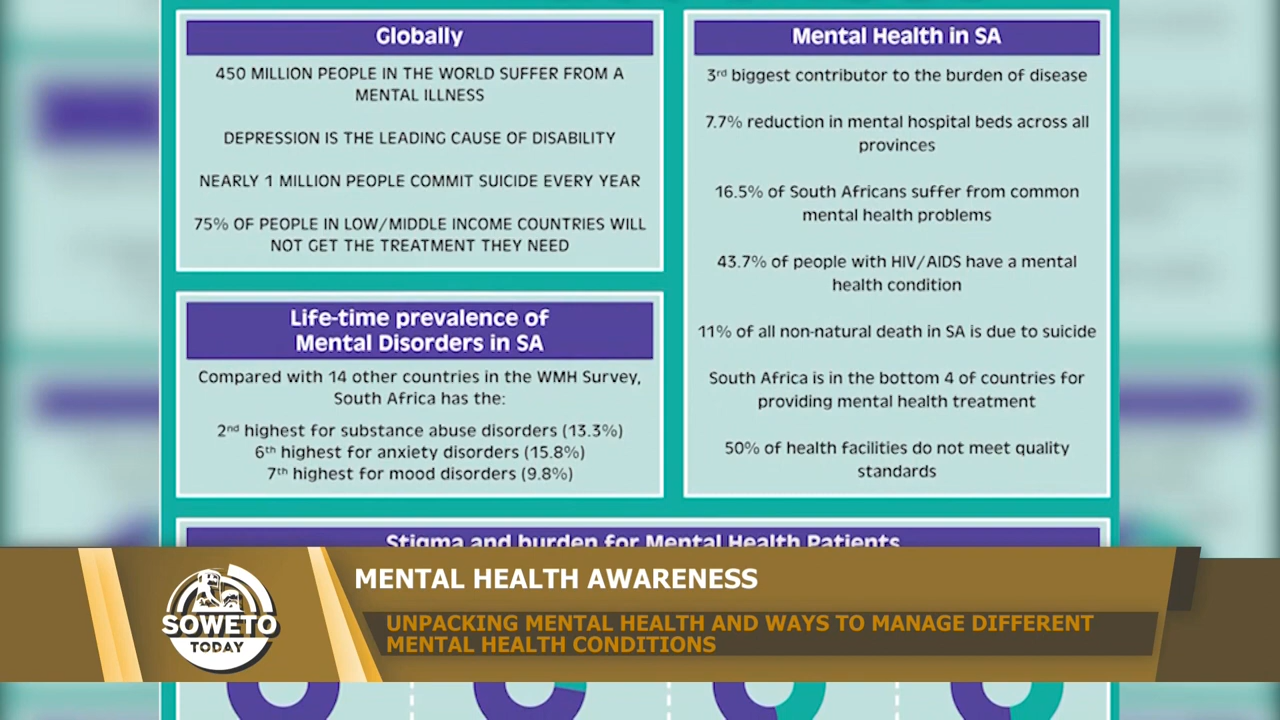 Globally
450 MILLION PEOPLE IN THE WORLD SUFFER FROM A
MENTAL ILLNESS
DEPRESSION IS THE LEADING CAUSE OF DISABILITY
NEARLY 1 MILLION PEOPLE COMMIT SUICIDE EVERY YEAR
75% OF PEOPLE IN LOW/MIDDLE INCOME COUNTRIES WILL
NOT GET THE TREATMENT THEY NEED
Life-time prevalence of
Mental Disorders in SA
Compared with 14 other countries in the WMH Survey,
South Africa has the:
2nd highest for substance abuse disorders (13.3%)
6th highest for anxiety disorders (15.8%)
7th highest for mood disorders (9.8%)
Mental Health in SA
3rd biggest contributor to the burden of disease
7.7% reduction in mental hospital beds across all
provinces
16.5% of South Africans suffer from common
mental health problems
43.7% of people with HIV/AIDS have a mental
health condition
11% of all non-natural death in SA is due to suicide
South Africa is in the bottom 4 of countries for
providing mental health treatment
50% of health facilities do not meet quality
standards
Stigma and burden for Mental Health Patients
MENTAL HEALTH AWARENESS
UNPACKING MENTAL HEALTH AND WAYS TO MANAGE DIFFERENT
MENTAL HEALTH CONDITIONS
SOWETO
TODAY